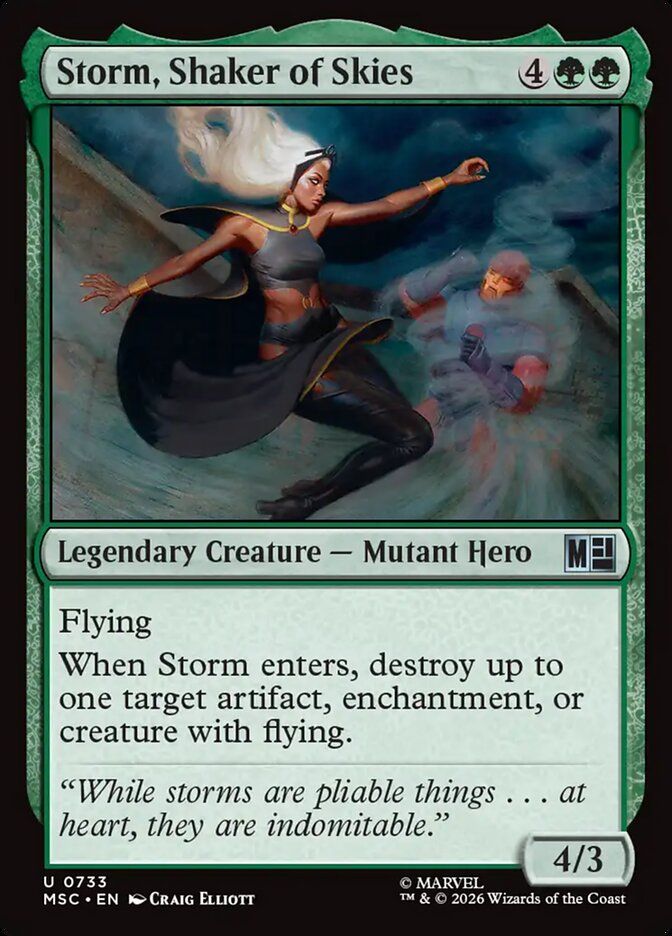 Storm, Shaker of Skies 4
Legendary Creature — Mutant Hero
Flying
When Storm enters, destroy up to
one target artifact, enchantment, or
creature with flying.
“While storms are pliable things . . . at
heart, they are indomitable.”
4/3
U 0733
MSC • EN Craig Elliott
© MARVEL
™ & © 2026 Wizards of the Coast